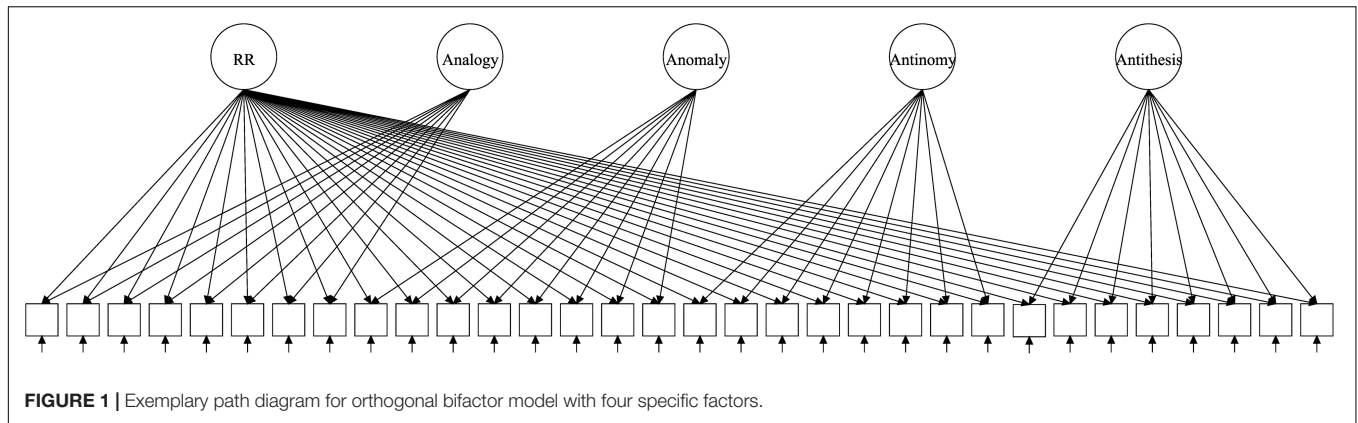 RR
Analogy
Anomaly
Antinomy
Antithesis
FIGURE 1 | Exemplary path diagram for orthogonal bifactor model with four specific factors.